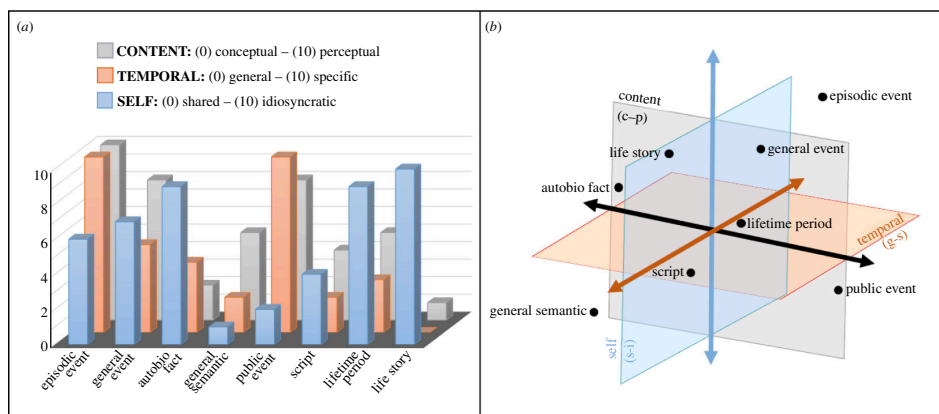 (a)
CONTENT: (0) conceptual – (10) perceptual
TEMPORAL: (0) general – (10) specific
SELF: (0) shared – (10) idiosyncratic
10
8
6
4
2
0
episodic
event
general
event
autobio
fact
general
semantic
public
event
script
lifetime
period
life story
(b)
content
(c–p)
episodic event
life story
general event
autobio fact
lifetime period
temporal
(g-s)
script
public event
general semantic
self
(s-i)